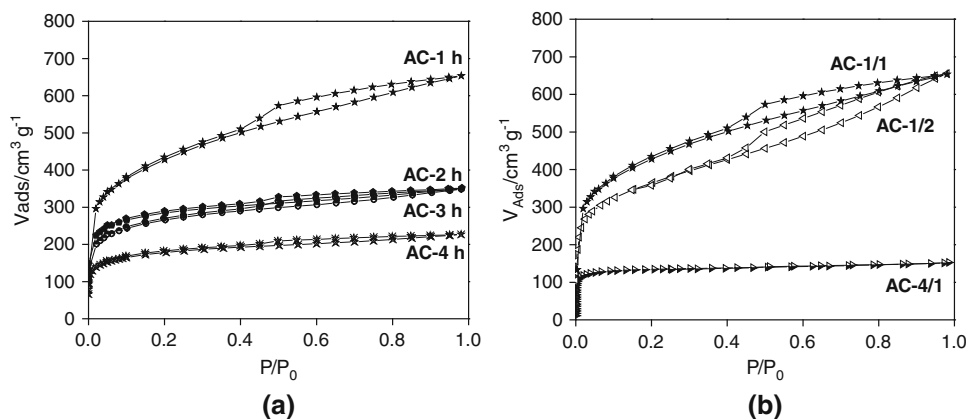 800
700
600
500
400
300
200
100
0
Vads/cm³ g⁻¹
AC-1 h
AC-2 h
AC-3 h
AC-4 h
0.0 0.2 0.4 0.6 0.8 1.0
P/P₀
(a)
800
700
600
500
400
300
200
100
0
V_Ads/cm³ g⁻¹
AC-1/1
AC-1/2
AC-4/1
0.0 0.2 0.4 0.6 0.8 1.0
P/P₀
(b)